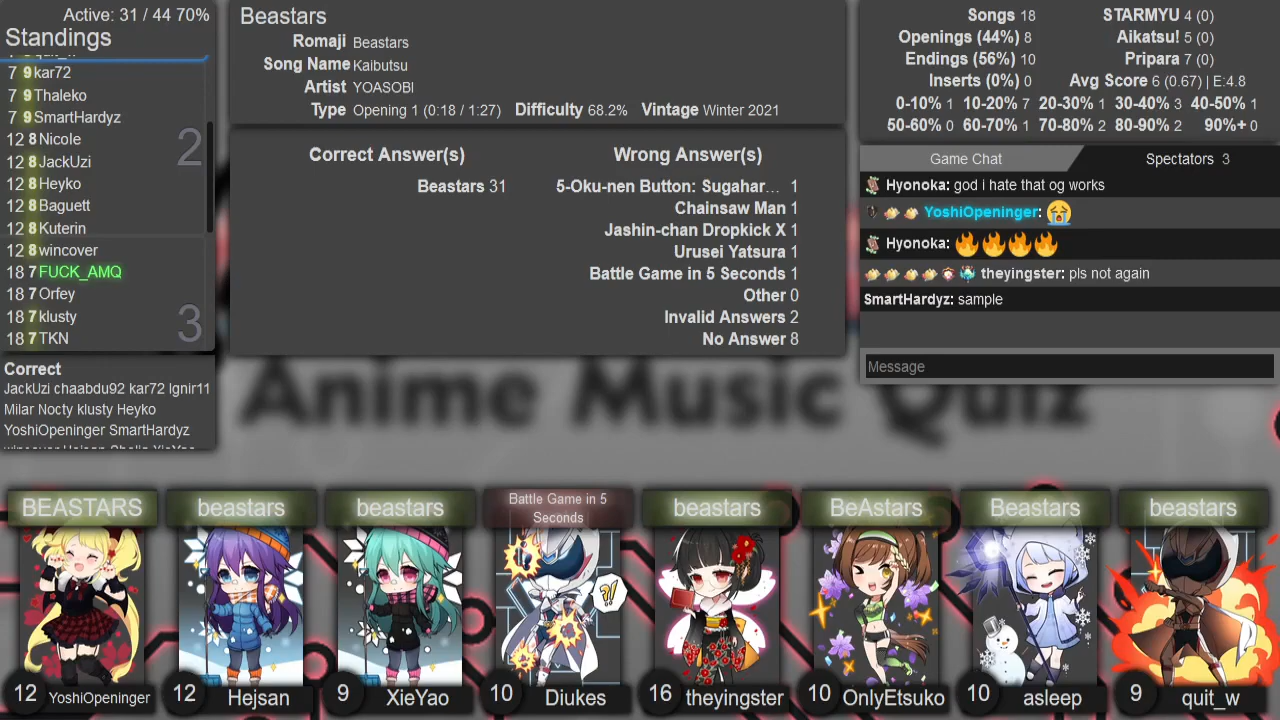 Active: 31 / 44 70%
Standings
7 9 kar72
7 9 Thaleko
7 9 SmartHardyz
12 8 Nicole
2
12 8 JackUzi
12 8 Heyko
12 8 Baguett
12 8 Kuterin
12 8 wincover
18 7 FUCK_AMQ
18 7 Orfey
18 7 klusty
3
18 7 TKN
Correct
JackUzi chaabdu92 kar72 Ignir11
Milar Nocty klusty Heyko
YoshiOpeninger SmartHardyz
Beastars
Romaji Beastars
Song Name Kaibutsu
Artist YOASOBI
Type Opening 1 (0:18 / 1:27) Difficulty 68.2% Vintage Winter 2021
Correct Answer(s)
Beastars 31
Wrong Answer(s)
5-Oku-nen Button: Sugahar... 1
Chainsaw Man 1
Jashin-chan Dropkick X 1
Urusei Yatsura 1
Battle Game in 5 Seconds 1
Other 0
Invalid Answers 2
No Answer 8
Songs 18 STARMYU 4 (0)
Openings (44%) 8 Aikatsu! 5 (0)
Endings (56%) 10 Pripara 7 (0)
Inserts (0%) 0 Avg Score 6 (0.67) | E:4.8
0-10% 1 10-20% 7 20-30% 1 30-40% 3 40-50% 1
50-60% 0 60-70% 1 70-80% 2 80-90% 2 90%+ 0
Game Chat Spectators 3
Hyonoka: god i hate that og works
YoshiOpeninger: 😭
Hyonoka: 🔥🔥🔥🔥
theyingster: pls not again
SmartHardyz: sample
Message
Anime Music Quiz
BEASTARS
beastars
beastars
Battle Game in 5
Seconds
beastars
BeAstars
Beastars
beastars
?!
12 YoshiOpeninger
12 Hejsan
9 XieYao
10 Diukes
16 theyingster
10 OnlyEtsuko
10 asleep
9 quit_w